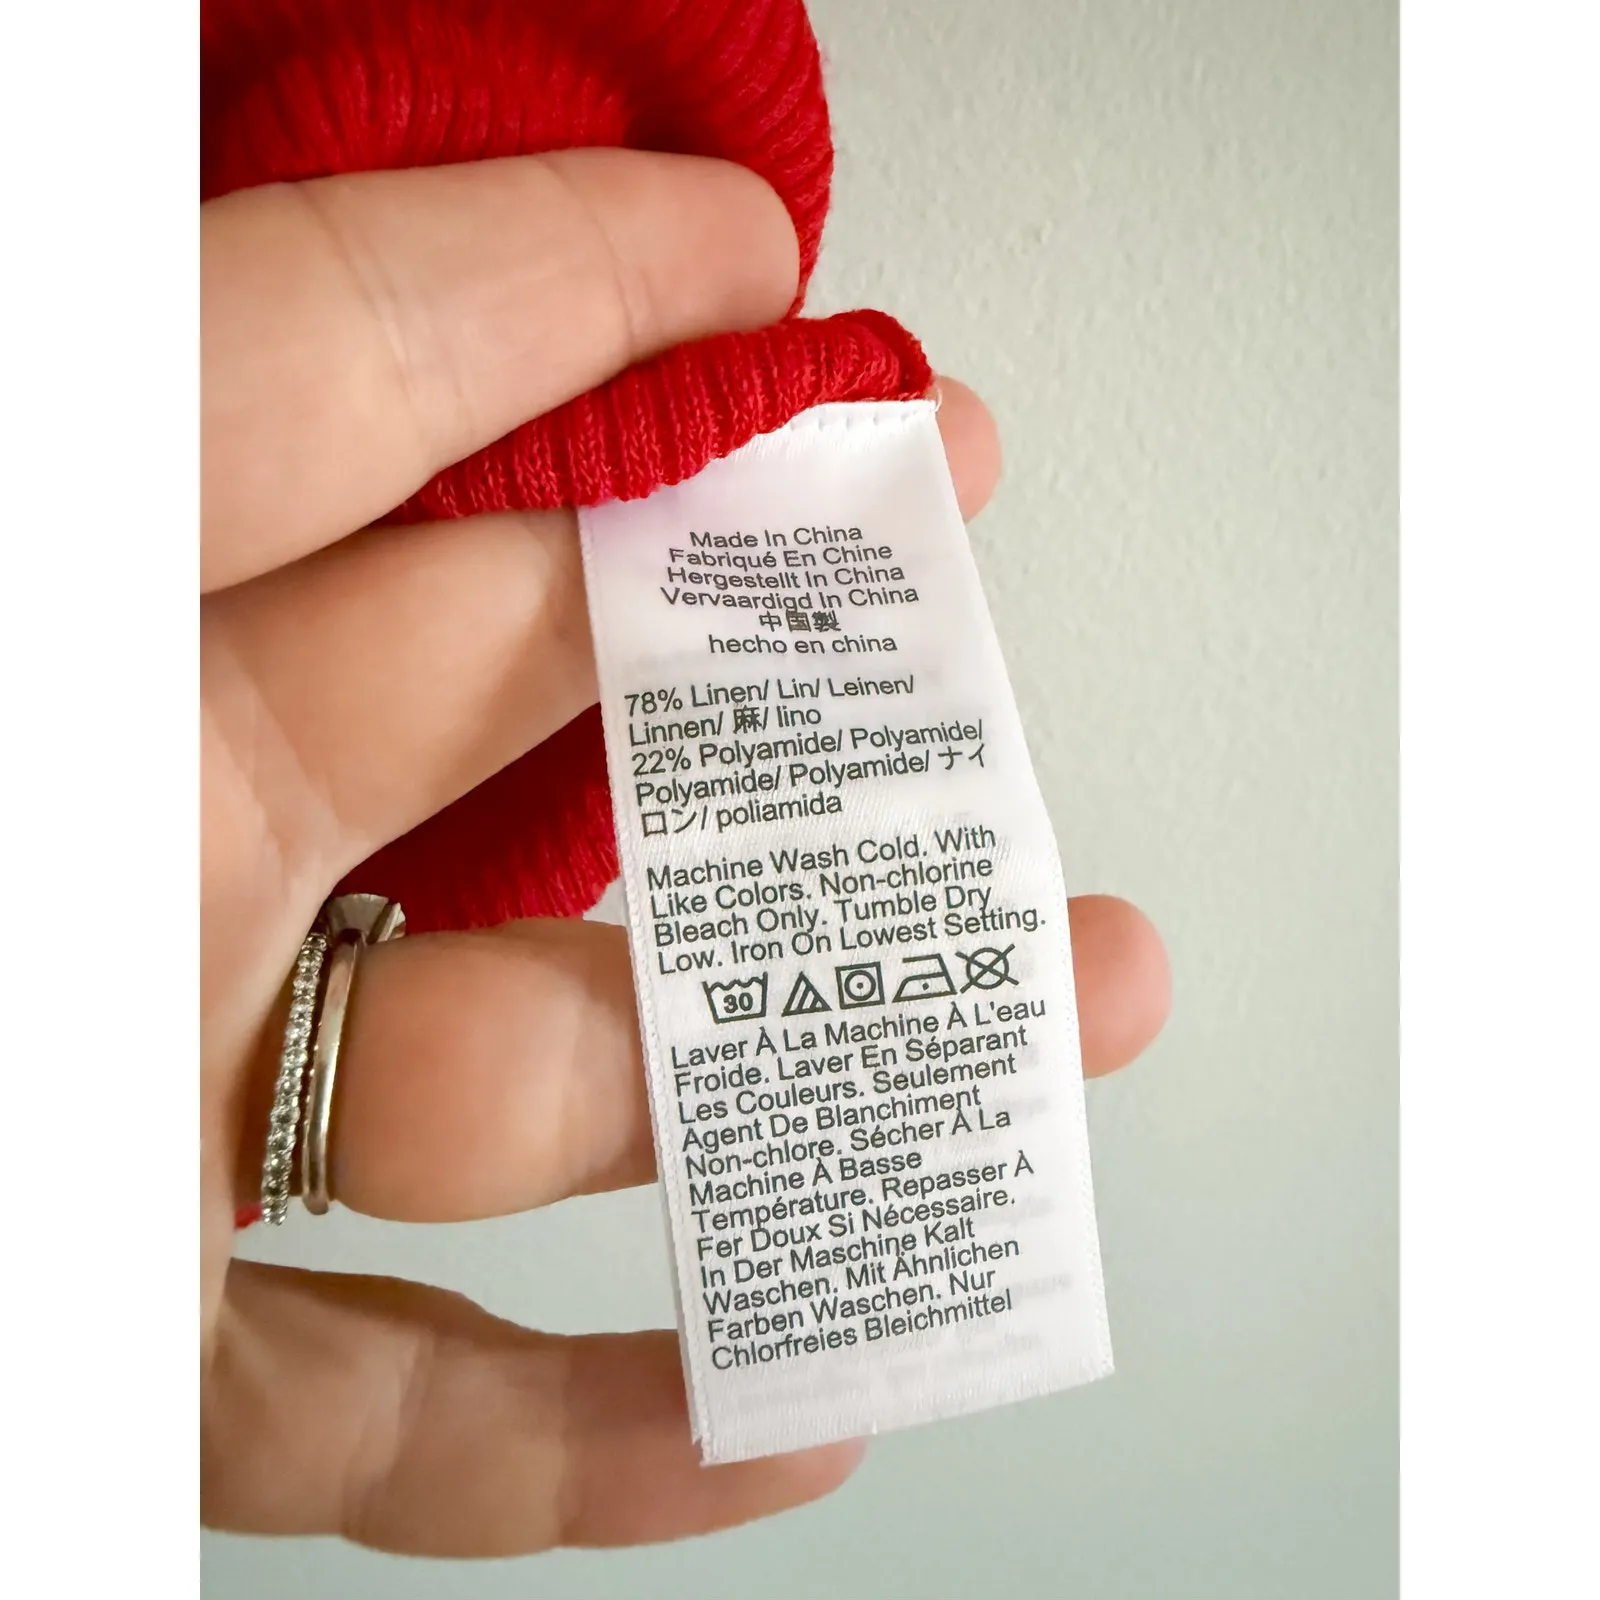 Made In China
Fabriqué En Chine
Hergestellt In China
Vervaardigd In China
中国製
hecho en china
78% Linen/ Lin/ Leinen/
Linnen/ 麻/ lino
22% Polyamide/ Polyamide/
Polyamide/ Polyamide/ ナイ
ロン/ poliamida
Machine Wash Cold. With
Like Colors. Non-chlorine
Bleach Only. Tumble Dry
Low. Iron On Lowest Setting.
30
Laver À La Machine À L'eau
Froide. Laver En Séparant
Les Couleurs. Seulement
Agent De Blanchiment
Non-chlore. Sécher À La
Machine À Basse
Température. Repasser À
Fer Doux Si Nécessaire.
In Der Maschine Kalt
Waschen. Mit Ähnlichen
Farben Waschen. Nur
Chlorfreies Bleichmittel